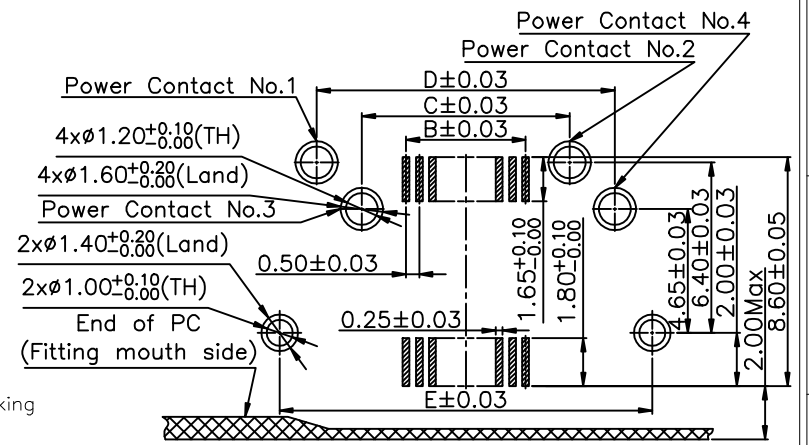 Power Contact No.4
Power Contact No.2
Power Contact No.1
D±0.03
C±0.03
B±0.03
4xø1.20+0.10-0.00(TH)
4xø1.60+0.20-0.00(Land)
Power Contact No.3
2xø1.40+0.20-0.00(Land)
0.50±0.03
2xø1.00+0.10-0.00(TH)
0.25±0.03
End of PC
(Fitting mouth side)
1.65+0.10-0.00
1.80+0.10-0.00
4.65±0.03
6.40±0.03
2.00±0.03
2.00Max
8.60±0.05
E±0.03
king